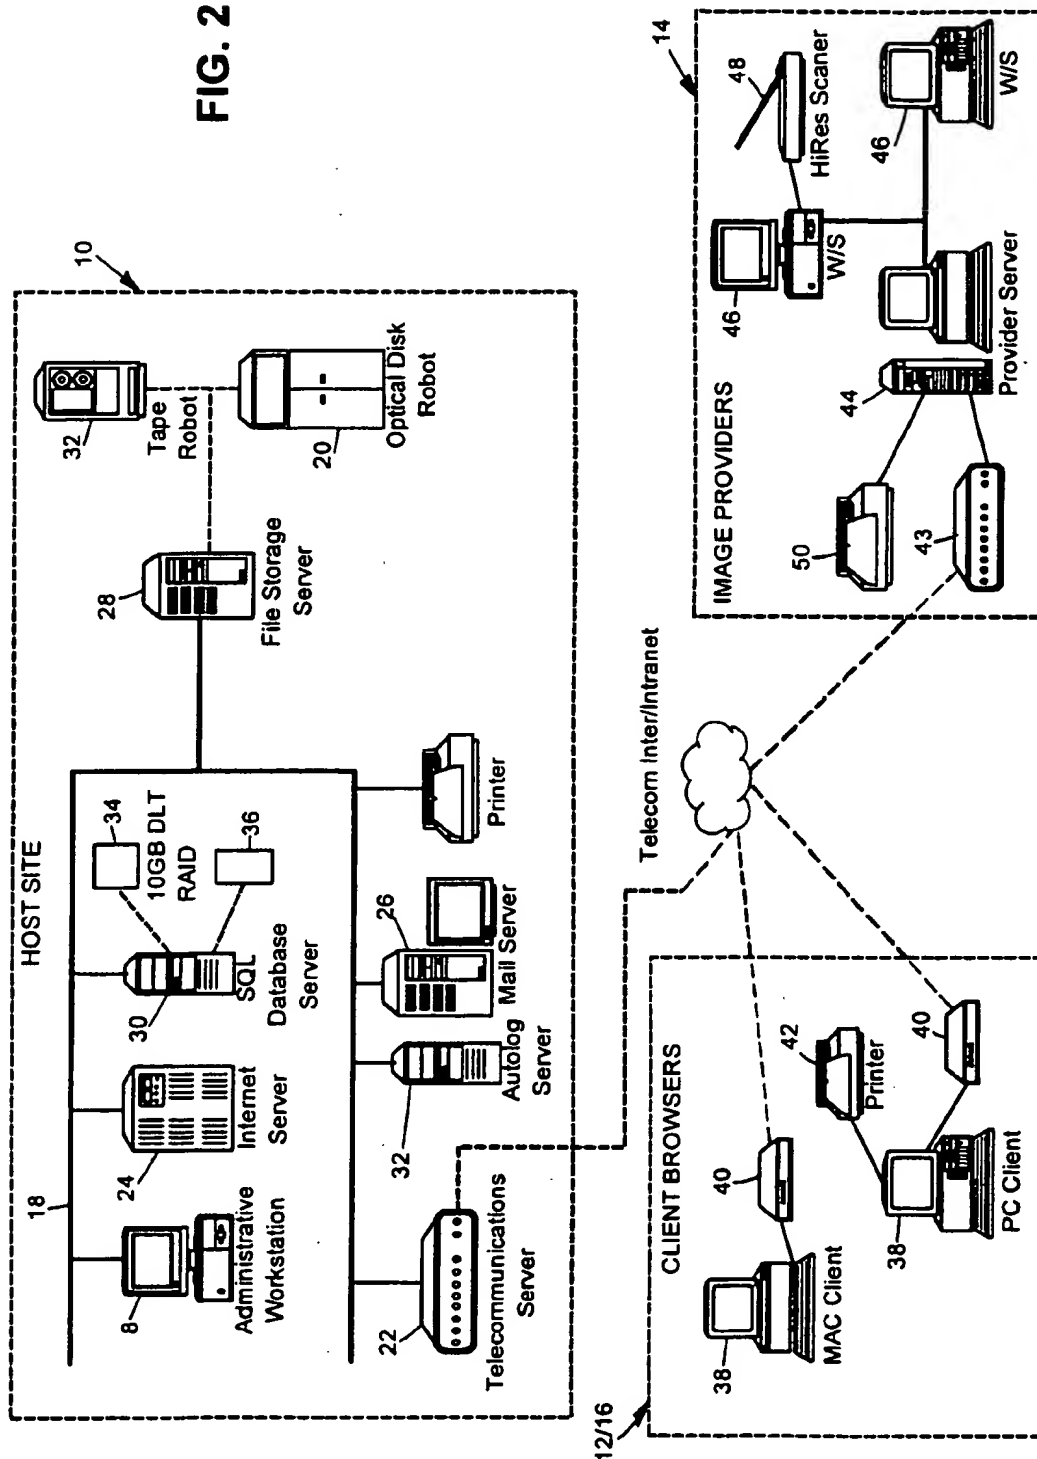 FIG. 2
HOST SITE
10
18
8
Administrative
Workstation
24
Internet
Server
30
SQL
Database
Server
34
10GB DLT
RAID
36
28
File Storage
Server
32
Tape
Robot
20
Optical Disk
Robot
22
Telecommunications
Server
32
Autolog
Server
26
Mail Server
Printer
Telecom Inter/Intranet
12/16
CLIENT BROWSERS
38
MAC Client
40
42
Printer
38
PC Client
40
14
IMAGE PROVIDERS
50
43
44
Provider Server
46
W/S
48
HiRes Scaner
46
W/S